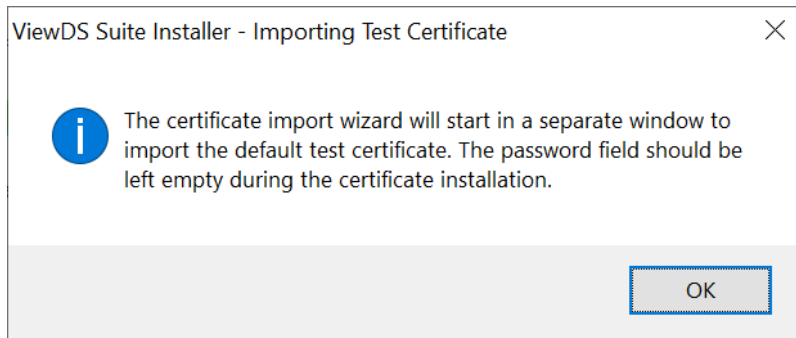 ViewDS Suite Installer - Importing Test Certificate
The certificate import wizard will start in a separate window to
import the default test certificate. The password field should be
left empty during the certificate installation.
OK